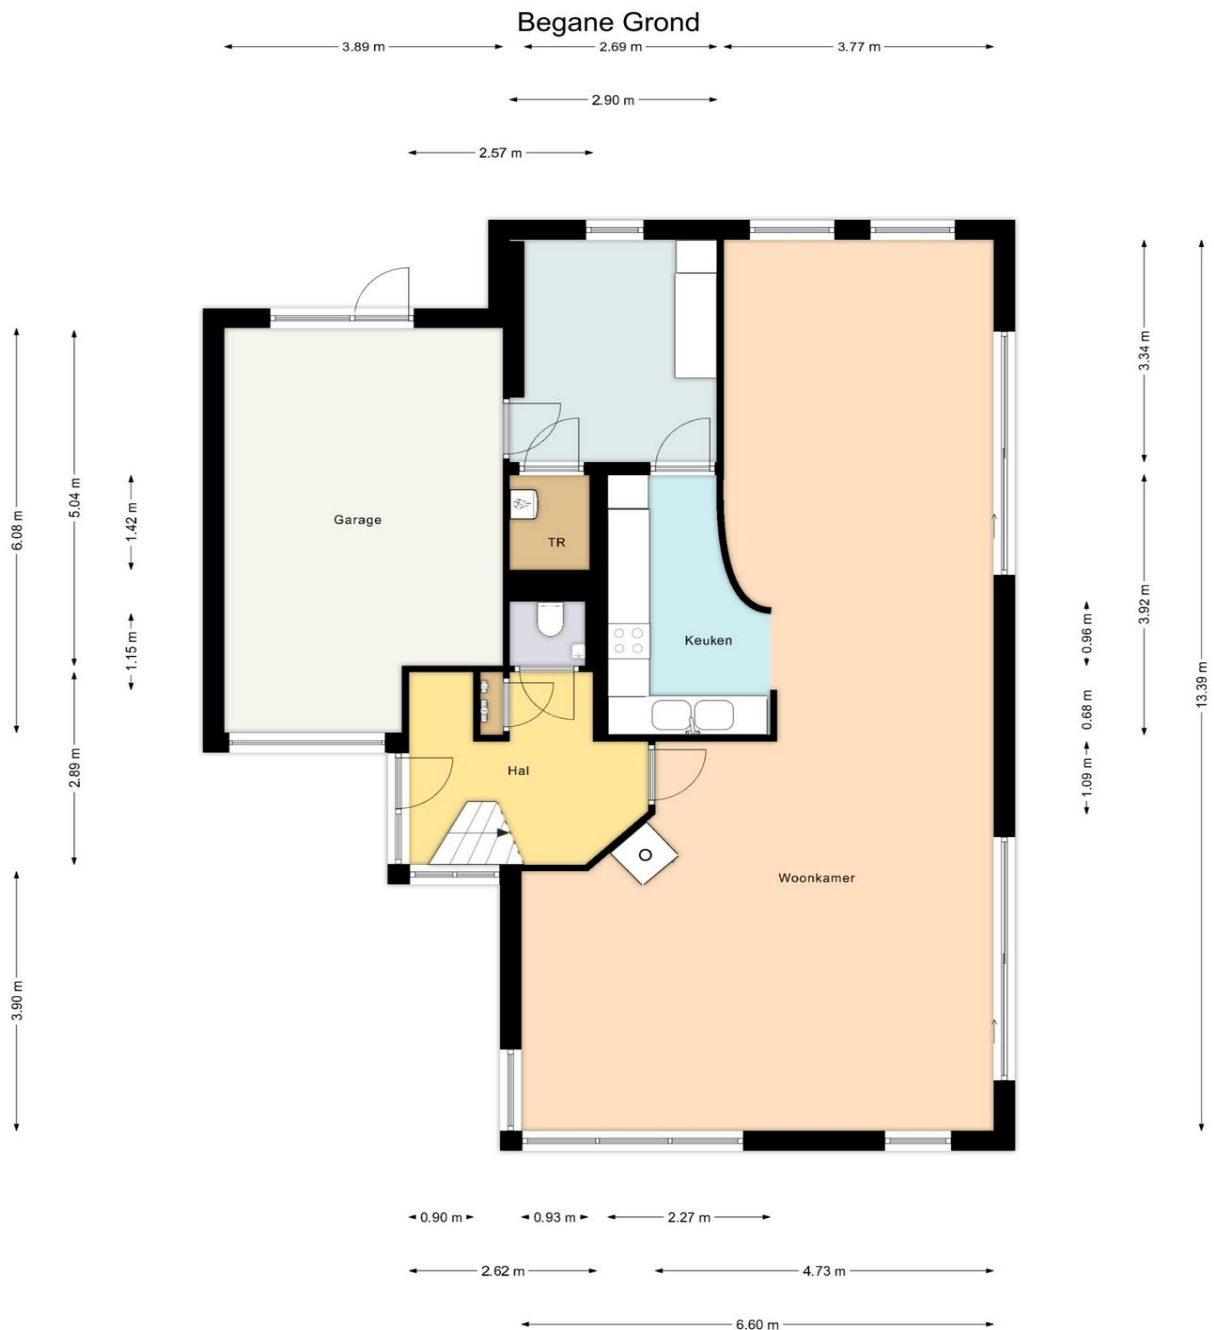 Begane Grond
3.89 m
2.69 m
3.77 m
2.90 m
2.57 m
6.08 m
5.04 m
1.42 m
1.15 m
2.89 m
3.90 m
Garage
TR
Keuken
Hal
Woonkamer
3.34 m
3.92 m
0.96 m
0.68 m
1.09 m
13.39 m
0.90 m
0.93 m
2.27 m
2.62 m
4.73 m
6.60 m